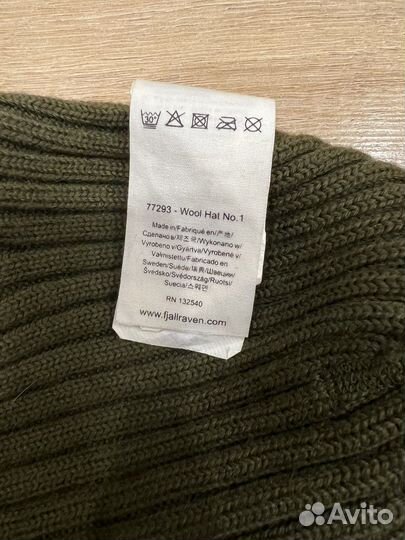 30°
77293 - Wool Hat No.1
Made in/Fabriqué en/产地/
Сделано в/제조국/Wykonano w/
Vyrobeno v/Gyártva/Vyrobené v/
Valmistettu/Fabricado en
Sweden/Suède/瑞典/Швеции/
Švédsko/Svédország/Ruotsi/
Suecia/스웨덴
RN 132540
www.fjallraven.com
Avito